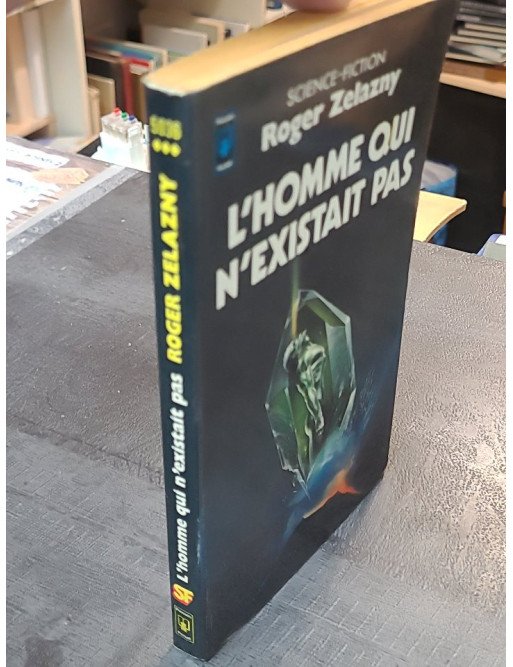 SCIENCE-FICTION
Roger Zelazny
L'HOMME QUI
N'EXISTAIT PAS
L'homme qui n'existait pas ROGER ZELAZNY
SF